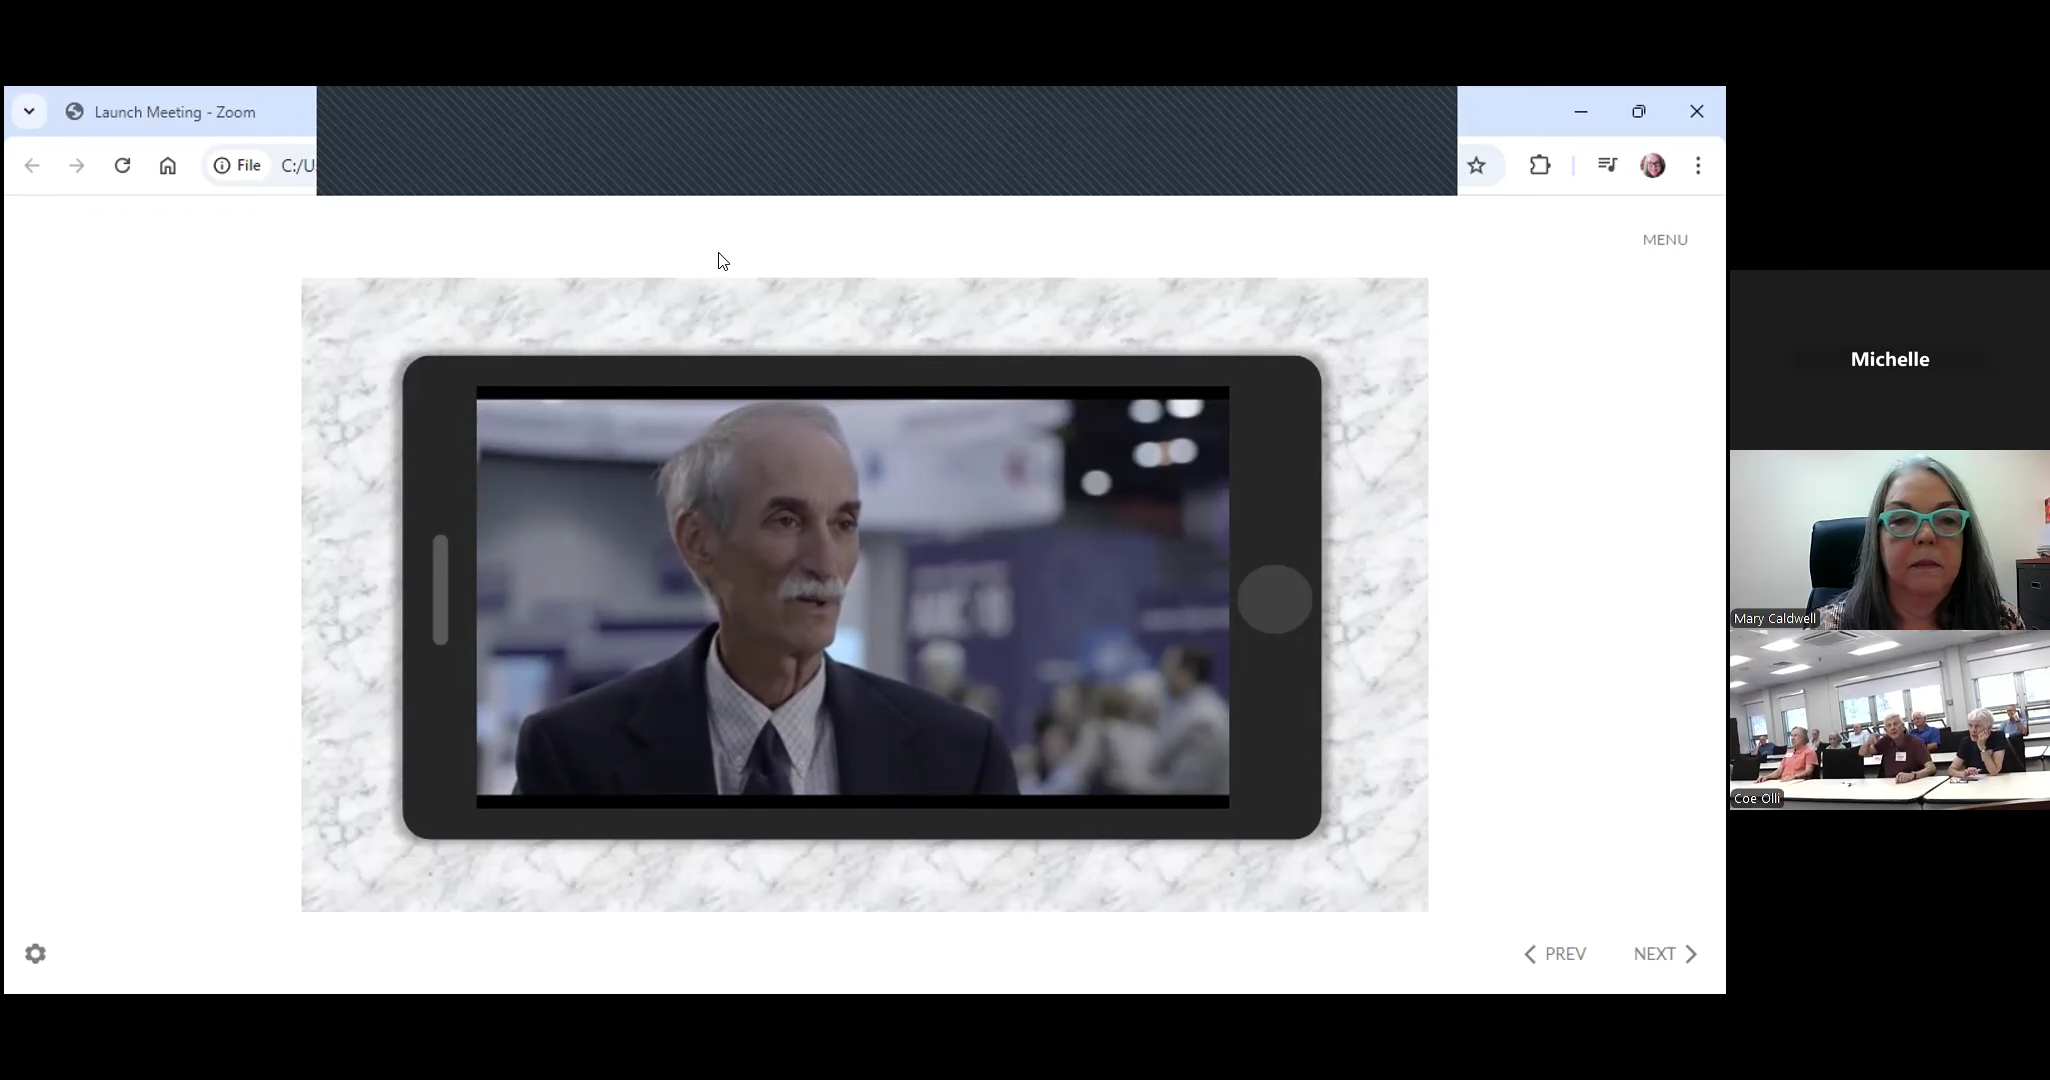 Launch Meeting - Zoom
File
C:/U
MENU
Michelle
Mary Caldwell
Coe Olli
PREV
NEXT